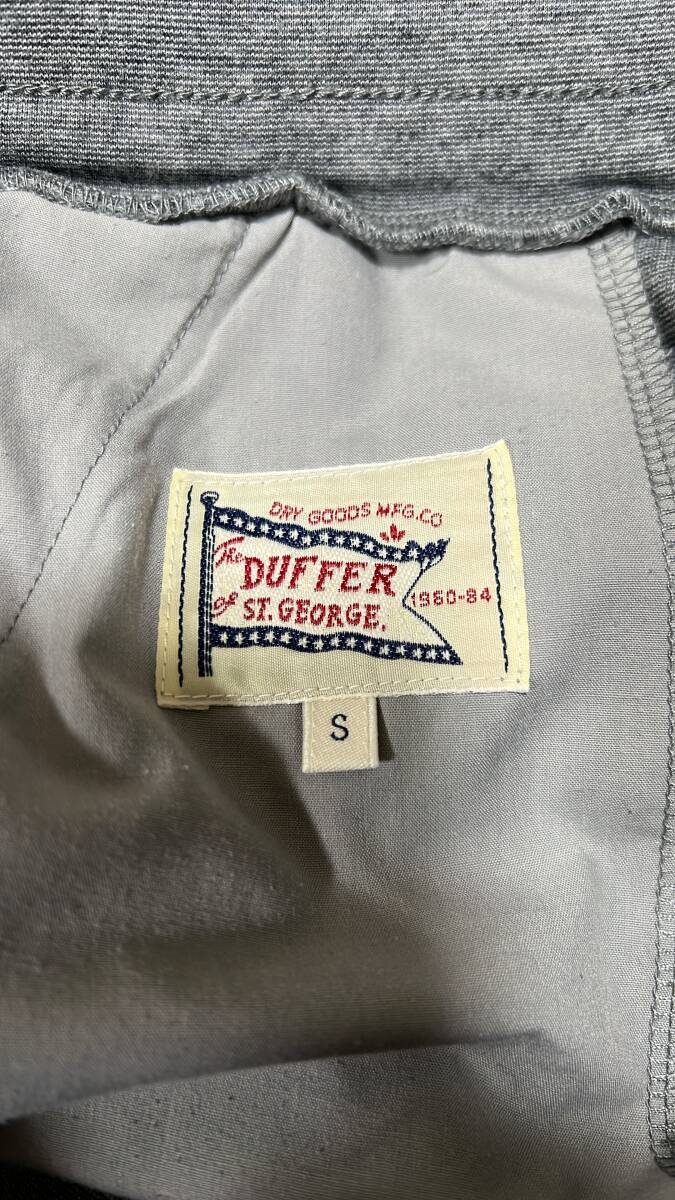 DRY GOODS MFG.CO
The DUFFER
of ST. GEORGE.
1960-84
S